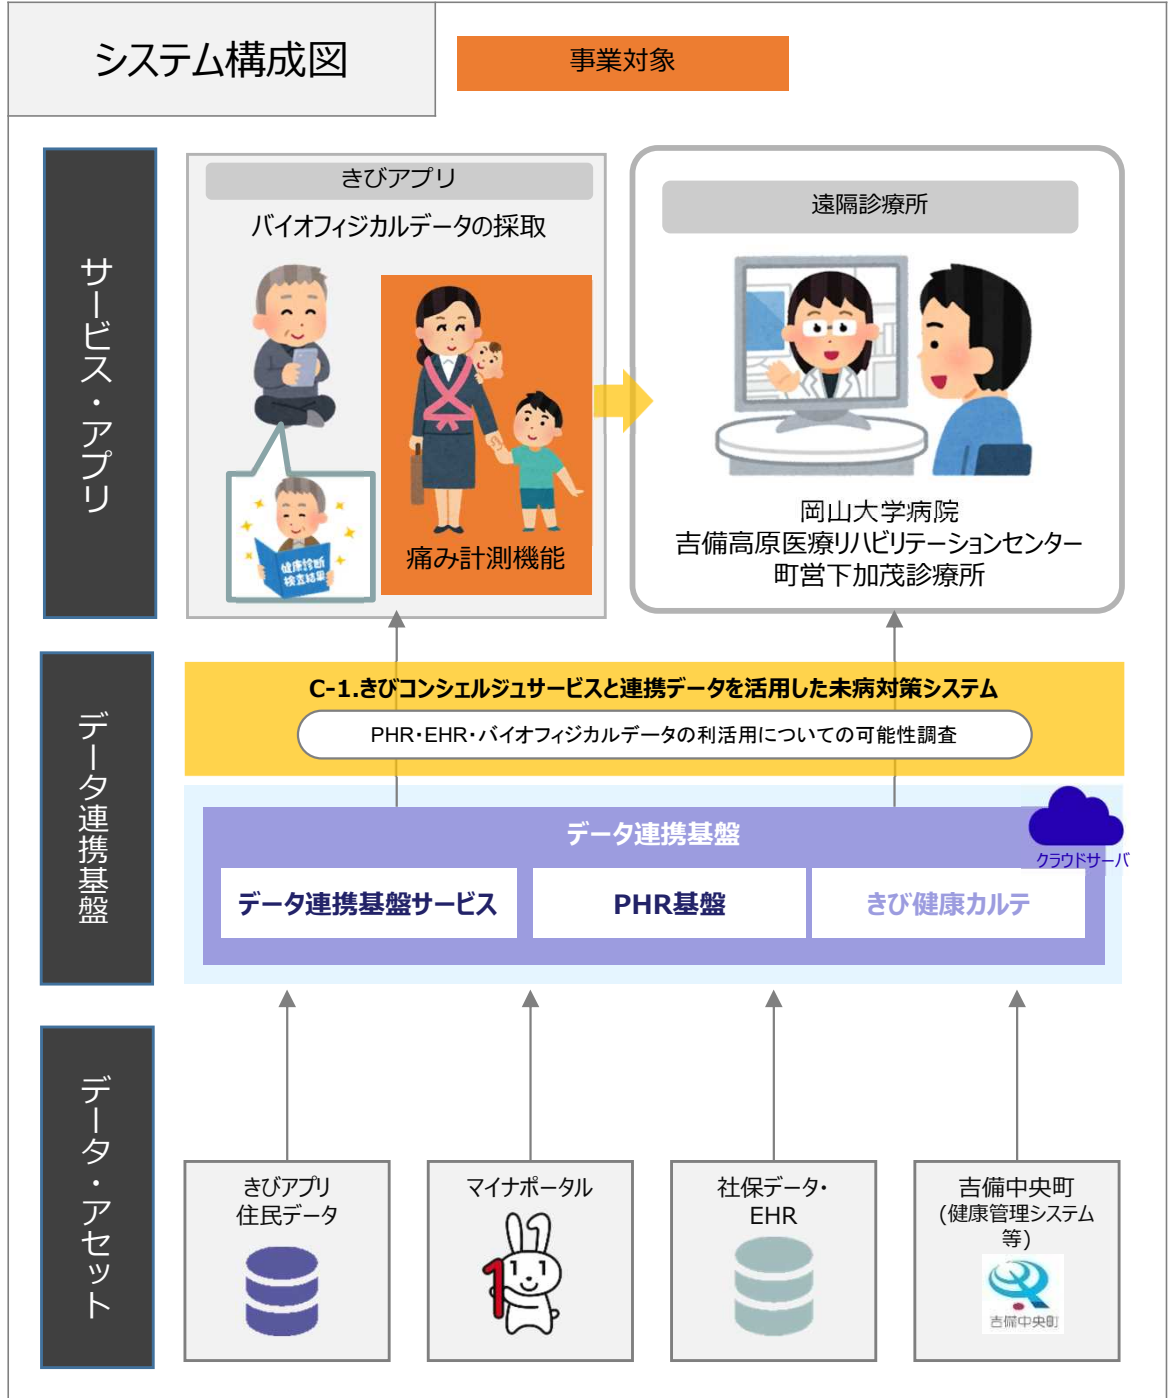 システム構成図
事業対象
サービス・アプリ
きびアプリ
バイオフィジカルデータの採取
健康診断
検査結果
痛み計測機能
遠隔診療所
岡山大学病院
吉備高原医療リハビリテーションセンター
町営下加茂診療所
データ連携基盤
C-1.きびコンシェルジュサービスと連携データを活用した未病対策システム
PHR・EHR・バイオフィジカルデータの利活用についての可能性調査
データ連携基盤
クラウドサーバ
データ連携基盤サービス
PHR基盤
きび健康カルテ
データ・アセット
きびアプリ
住民データ
マイナポータル
1
社保データ・
EHR
吉備中央町
(健康管理システム
等)
吉備中央町